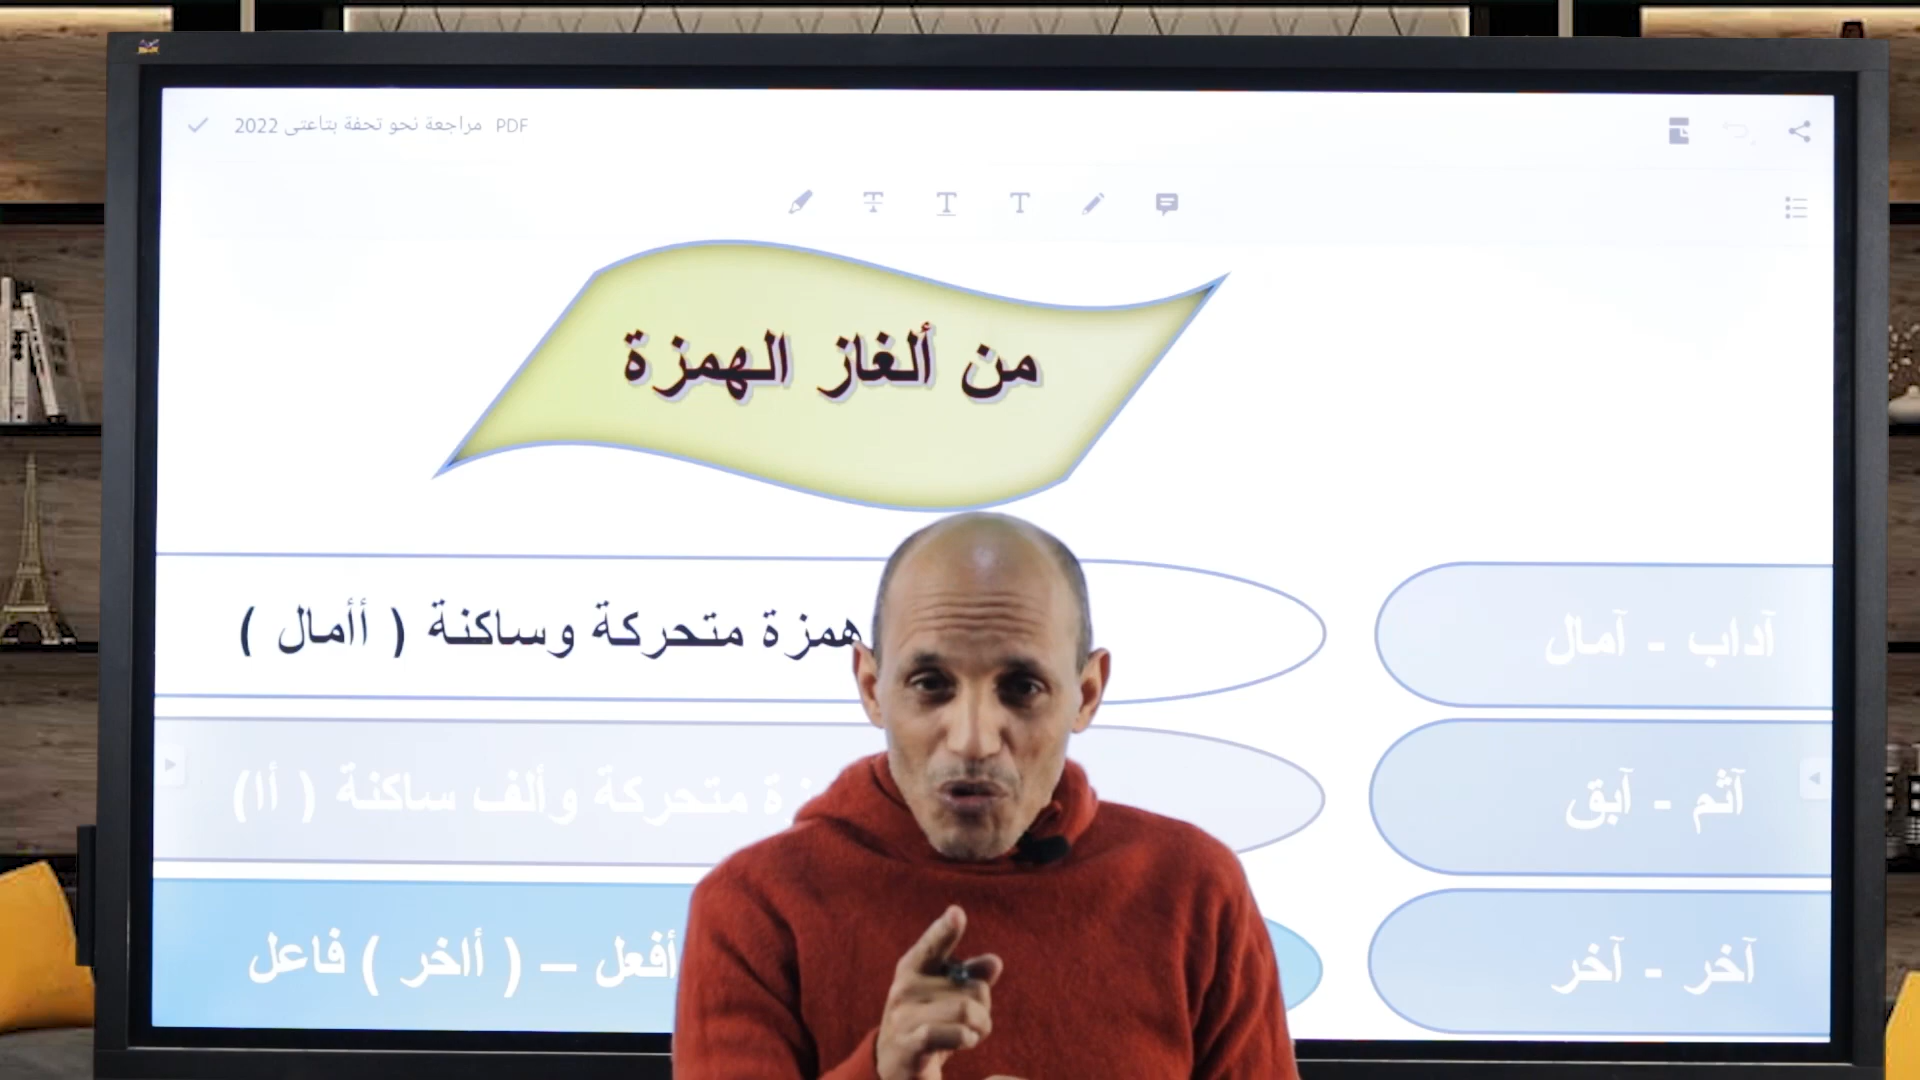 مراجعة نحو تحفة بتاعتى 2022 PDF
من ألغاز الهمزة
آداب - آمال
همزة متحركة وساكنة ( أأمال )
آثم - آبق
متحركة وألف ساكنة ( أا )
آخر - آخر
أفعل – ( أاخر ) فاعل